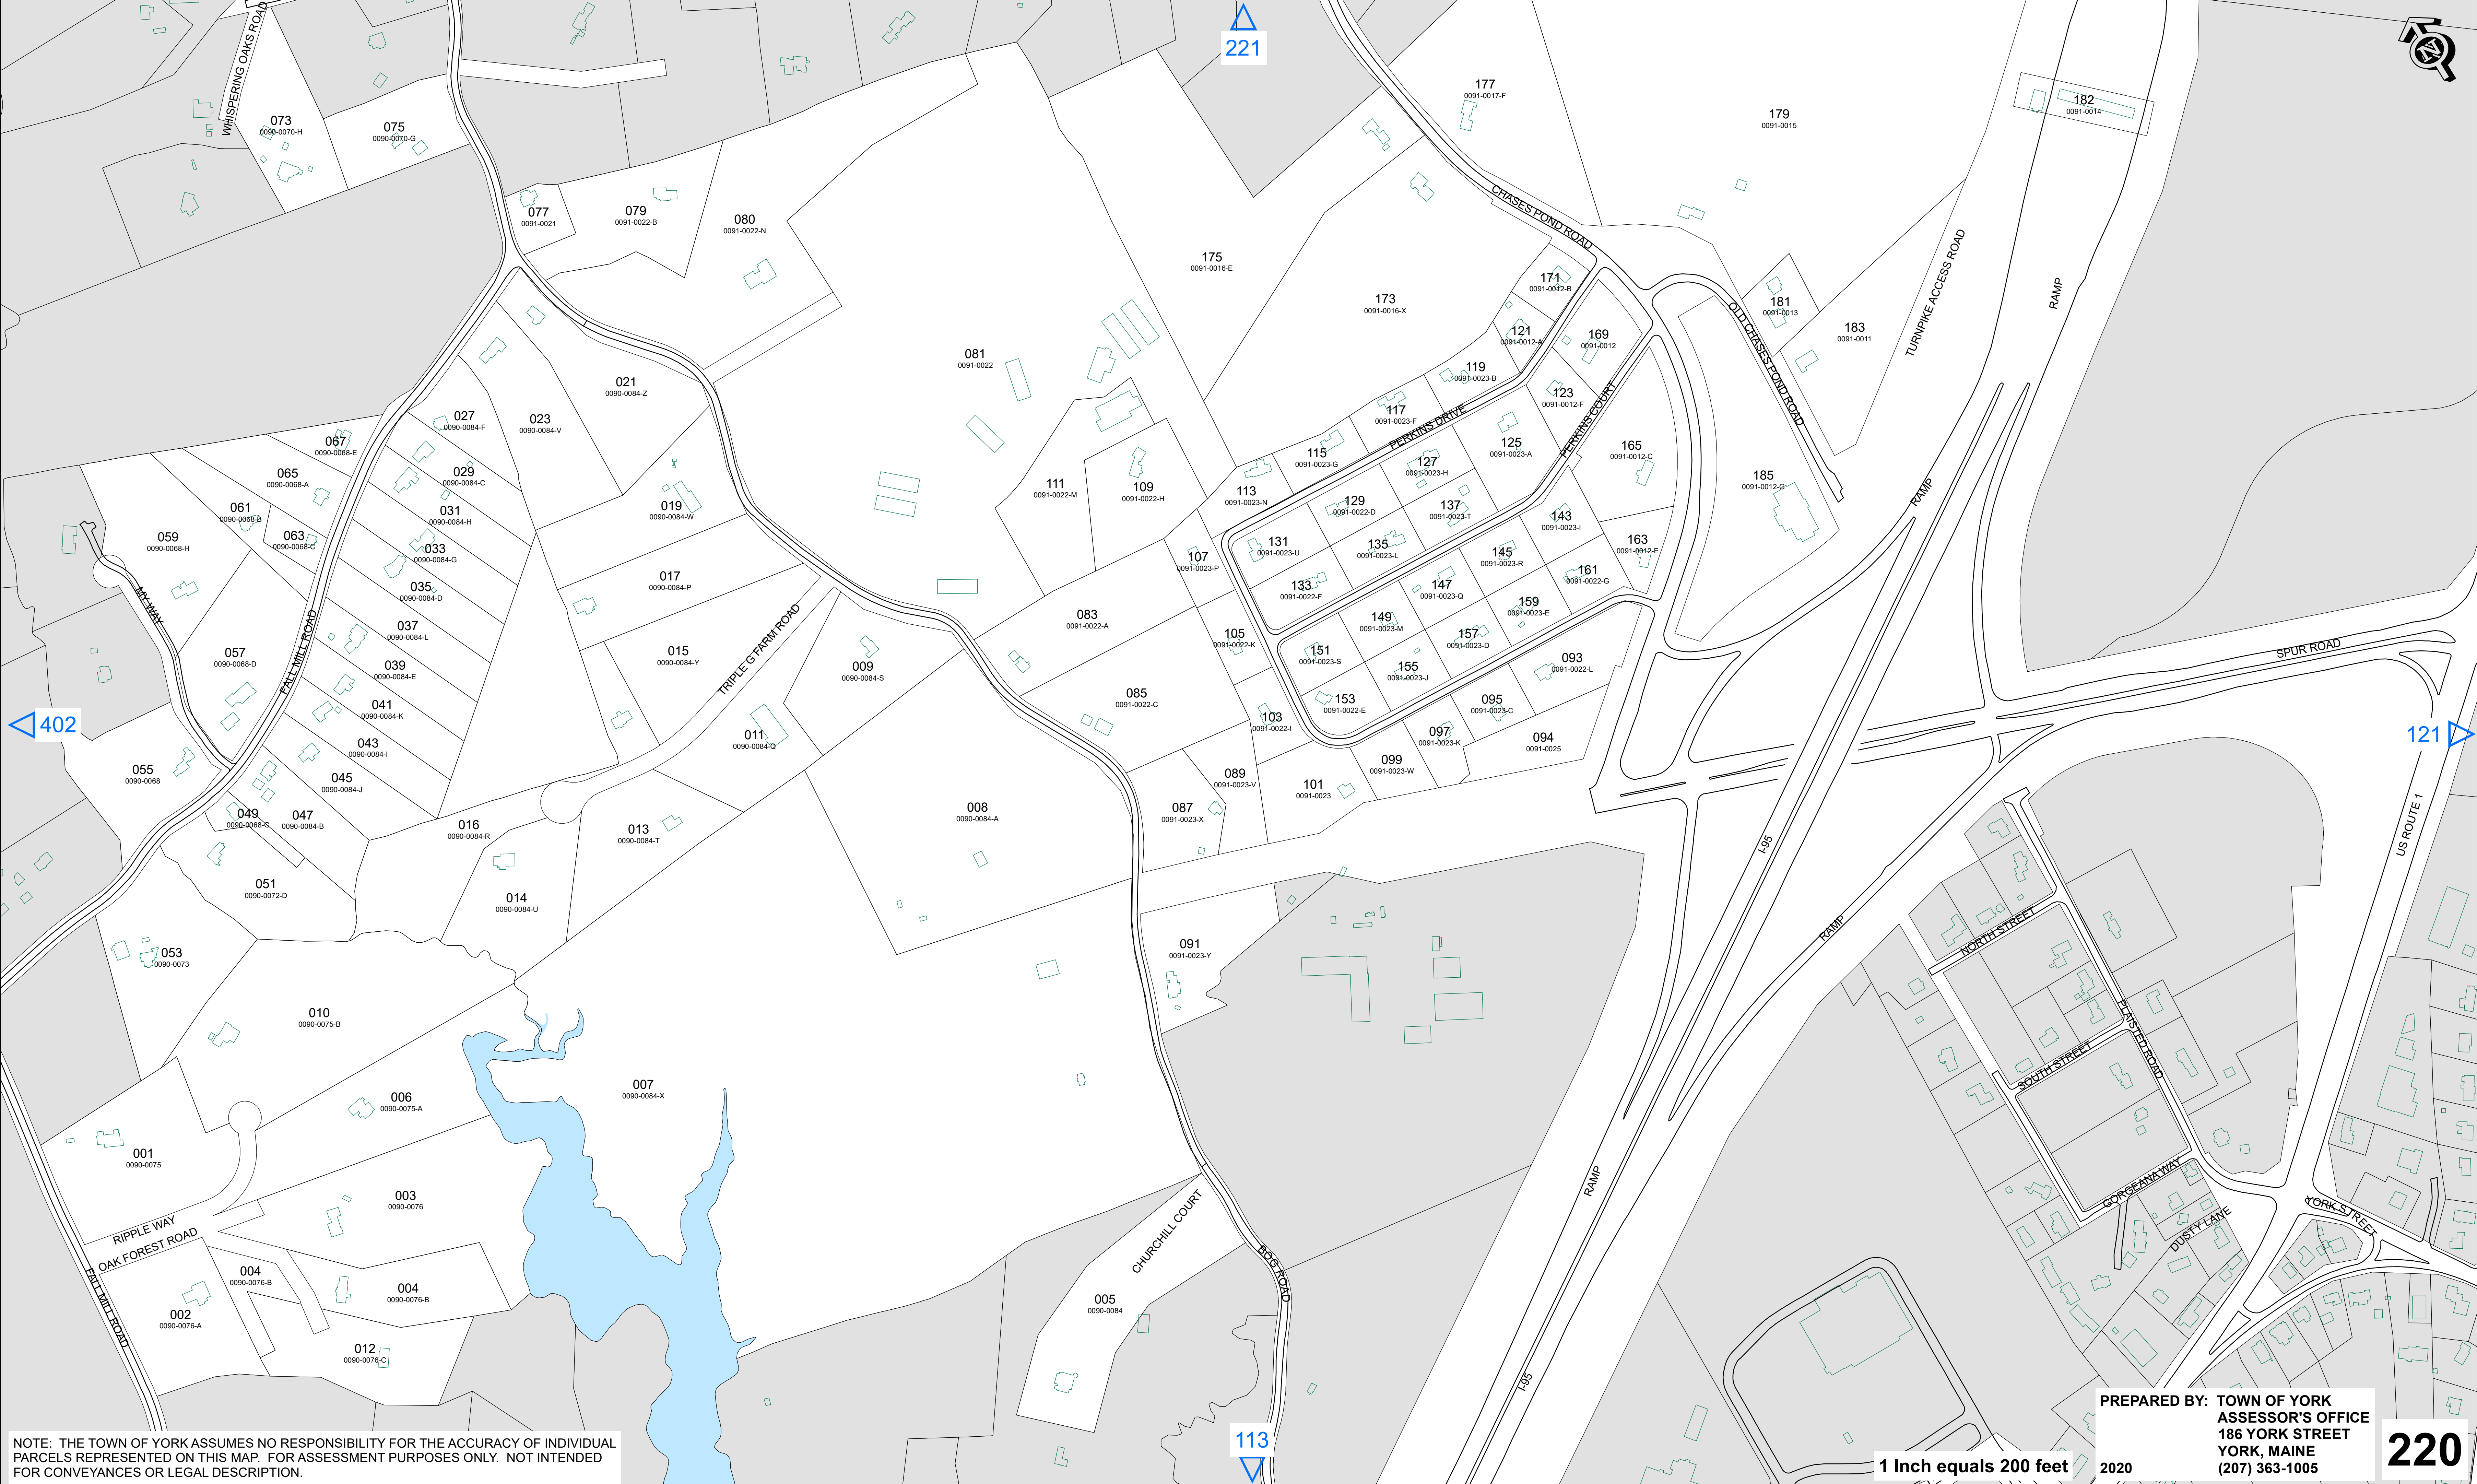 221
WHISPERING OAKS ROAD
N
073
0090-0070-H
075
0090-0070-G
177
0091-0017-F
179
0091-0015
182
0091-0014
077
0091-0021
079
0091-0022-B
080
0091-0022-N
CHASES POND ROAD
175
0091-0016-E
173
0091-0016-X
171
0091-0012-B
181
0091-0013
183
0091-0011
TURNPIKE ACCESS ROAD
RAMP
OLD CHASES POND ROAD
121
0091-0012-A
169
0091-0012
081
0091-0022
021
0090-0084-Z
119
0091-0023-B
123
0091-0012-F
117
0091-0023-F
PERKINS DRIVE
PERKINS COURT
027
0090-0084-F
023
0090-0084-V
067
0090-0068-E
065
0090-0068-A
029
0090-0084-C
115
0091-0023-G
127
0091-0023-H
125
0091-0023-A
165
0091-0012-C
185
0091-0012-G
RAMP
111
0091-0022-M
109
0091-0022-H
113
0091-0023-N
129
0091-0022-D
137
0091-0023-T
143
0091-0023-I
019
0090-0084-W
061
0090-0068-B
031
0090-0084-H
059
0090-0068-H
063
0090-0068-C
033
0090-0084-G
107
0091-0023-P
131
0091-0023-U
135
0091-0023-L
145
0091-0023-R
163
0091-0012-E
035
0090-0084-D
017
0090-0084-P
133
0091-0022-F
147
0091-0023-Q
161
0091-0022-G
MY WAY
FALL MILL ROAD
037
0090-0084-L
083
0091-0022-A
105
0091-0022-K
149
0091-0023-M
159
0091-0023-E
TRIPLE G FARM ROAD
057
0090-0068-D
039
0090-0084-E
015
0090-0084-Y
009
0090-0084-S
151
0091-0023-S
157
0091-0023-D
155
0091-0023-J
093
0091-0022-L
SPUR ROAD
402
041
0090-0084-K
085
0091-0022-C
103
0091-0022-I
153
0091-0022-E
095
0091-0023-C
121
043
0090-0084-I
011
0090-0084-Q
097
0091-0023-K
094
0091-0025
055
0090-0068
045
0090-0084-J
089
0091-0023-V
101
0091-0023
099
0091-0023-W
049
0090-0068-G
047
0090-0084-B
016
0090-0084-R
013
0090-0084-T
008
0090-0084-A
087
0091-0023-X
I-95
US ROUTE 1
051
0090-0072-D
014
0090-0084-U
RAMP
NORTH STREET
053
0090-0073
091
0091-0023-Y
010
0090-0075-B
PLAISTED ROAD
SOUTH STREET
006
0090-0075-A
007
0090-0084-X
001
0090-0075
003
0090-0076
RAMP
GORGEANA WAY
CHURCHILL COURT
YORK STREET
DUSTY LANE
RIPPLE WAY
OAK FOREST ROAD
BOG ROAD
004
0090-0076-B
004
0090-0076-B
005
0090-0084
FALL MILL ROAD
002
0090-0076-A
012
0090-0076-C
I-95
113
NOTE: THE TOWN OF YORK ASSUMES NO RESPONSIBILITY FOR THE ACCURACY OF INDIVIDUAL
PARCELS REPRESENTED ON THIS MAP. FOR ASSESSMENT PURPOSES ONLY. NOT INTENDED
FOR CONVEYANCES OR LEGAL DESCRIPTION.
1 Inch equals 200 feet
PREPARED BY: TOWN OF YORK
ASSESSOR'S OFFICE
186 YORK STREET
YORK, MAINE
2020 (207) 363-1005
220